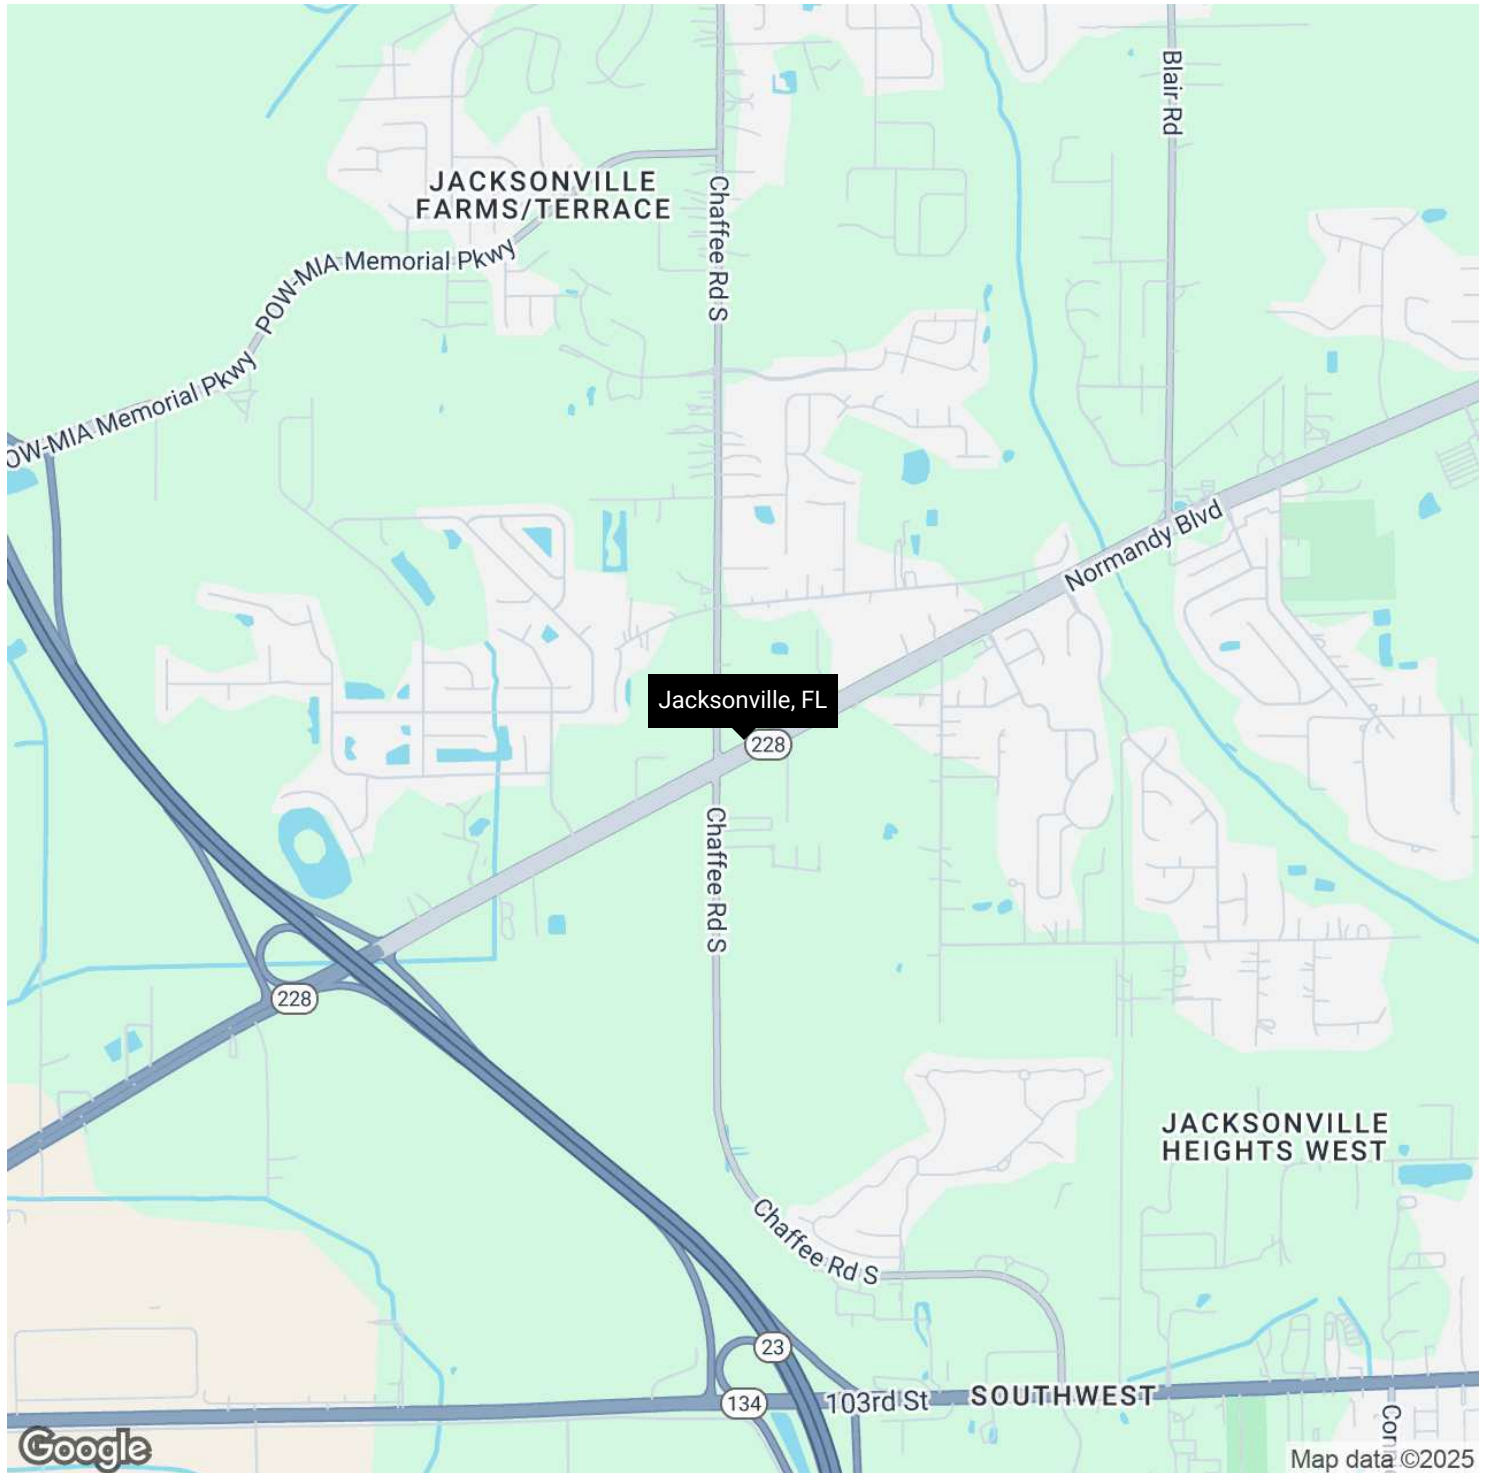 Blair Rd
JACKSONVILLE
FARMS/TERRACE
Chaffee Rd S
POW-MIA Memorial Pkwy
OW-MIA Memorial Pkwy
Normandy Blvd
Jacksonville, FL
228
Chaffee Rd S
228
JACKSONVILLE
HEIGHTS WEST
Chaffee Rd S
23
134
103rd St
SOUTHWEST
Google
Map data ©2025